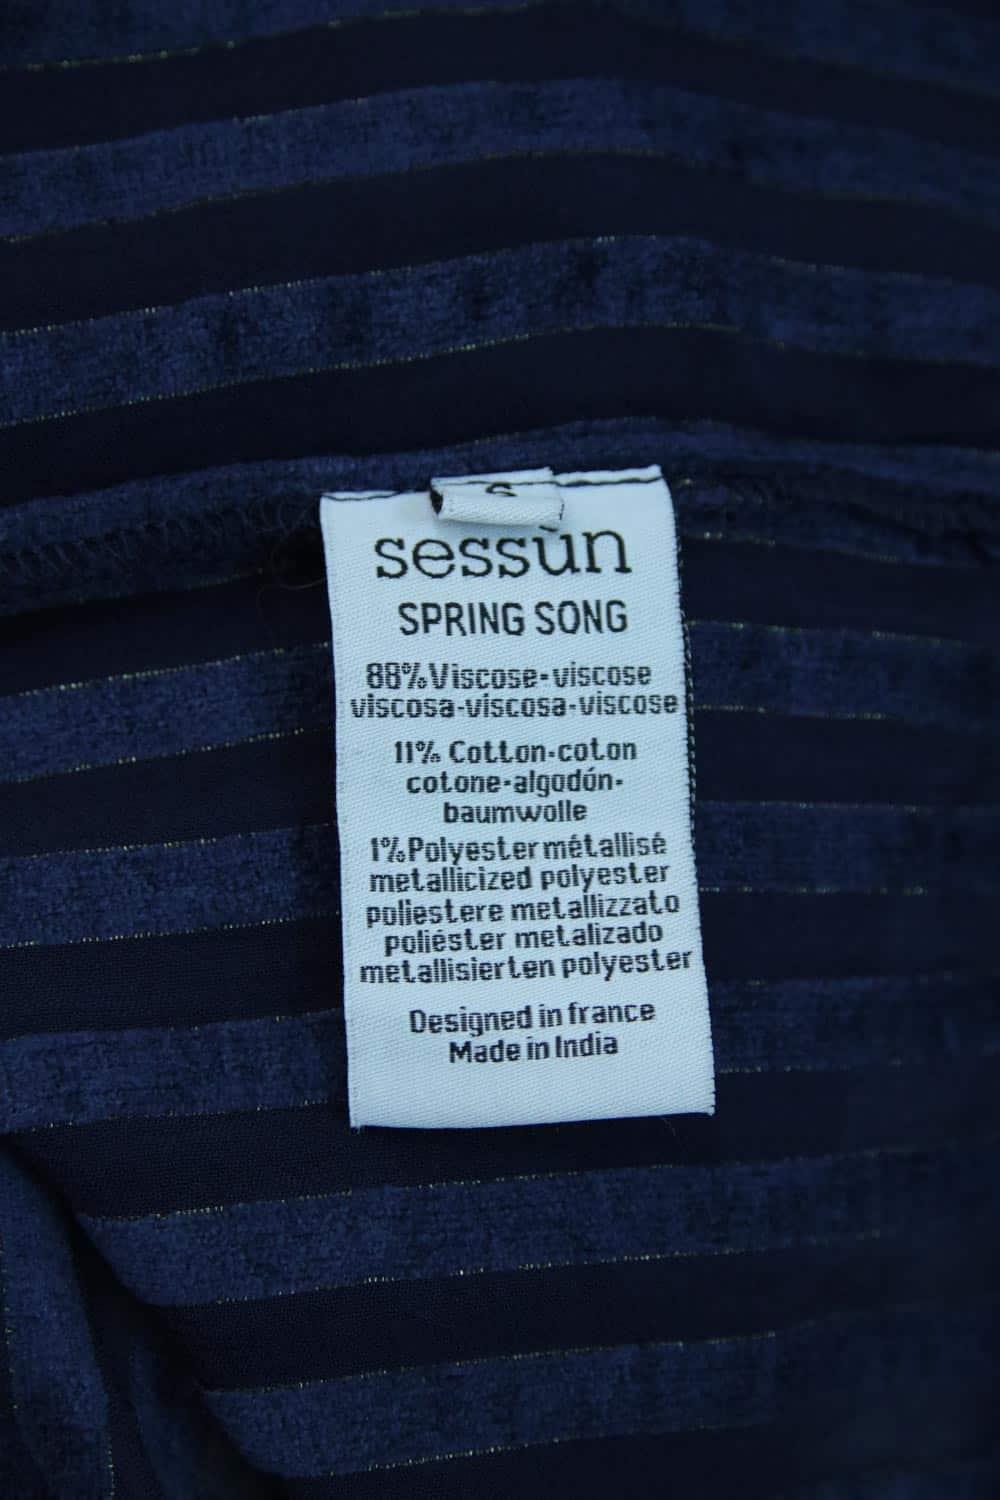 S
sessùn
SPRING SONG
88%Viscose-viscose
viscosa-viscosa-viscose
11% Cotton-coton
cotone-algodón-
baumwolle
1%Polyester métallisé
metallicized polyester
poliestere metallizzato
poliéster metalizado
metallisierten polyester
Designed in france
Made in India